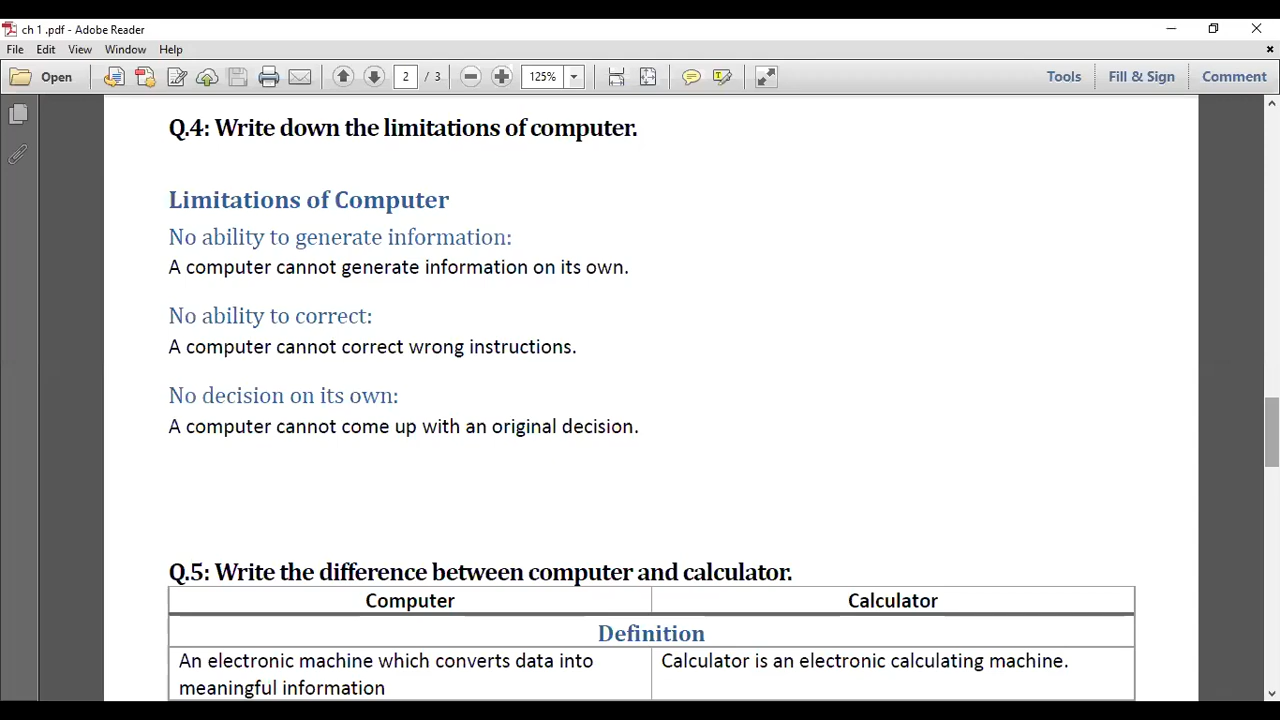 ch 1 .pdf - Adobe Reader
File Edit View Window Help
Open 2 / 3 125% Tools Fill & Sign Comment
Q.4: Write down the limitations of computer.
Limitations of Computer
No ability to generate information:
A computer cannot generate information on its own.
No ability to correct:
A computer cannot correct wrong instructions.
No decision on its own:
A computer cannot come up with an original decision.
Q.5: Write the difference between computer and calculator.
Computer Calculator
Definition
An electronic machine which converts data into Calculator is an electronic calculating machine.
meaningful information